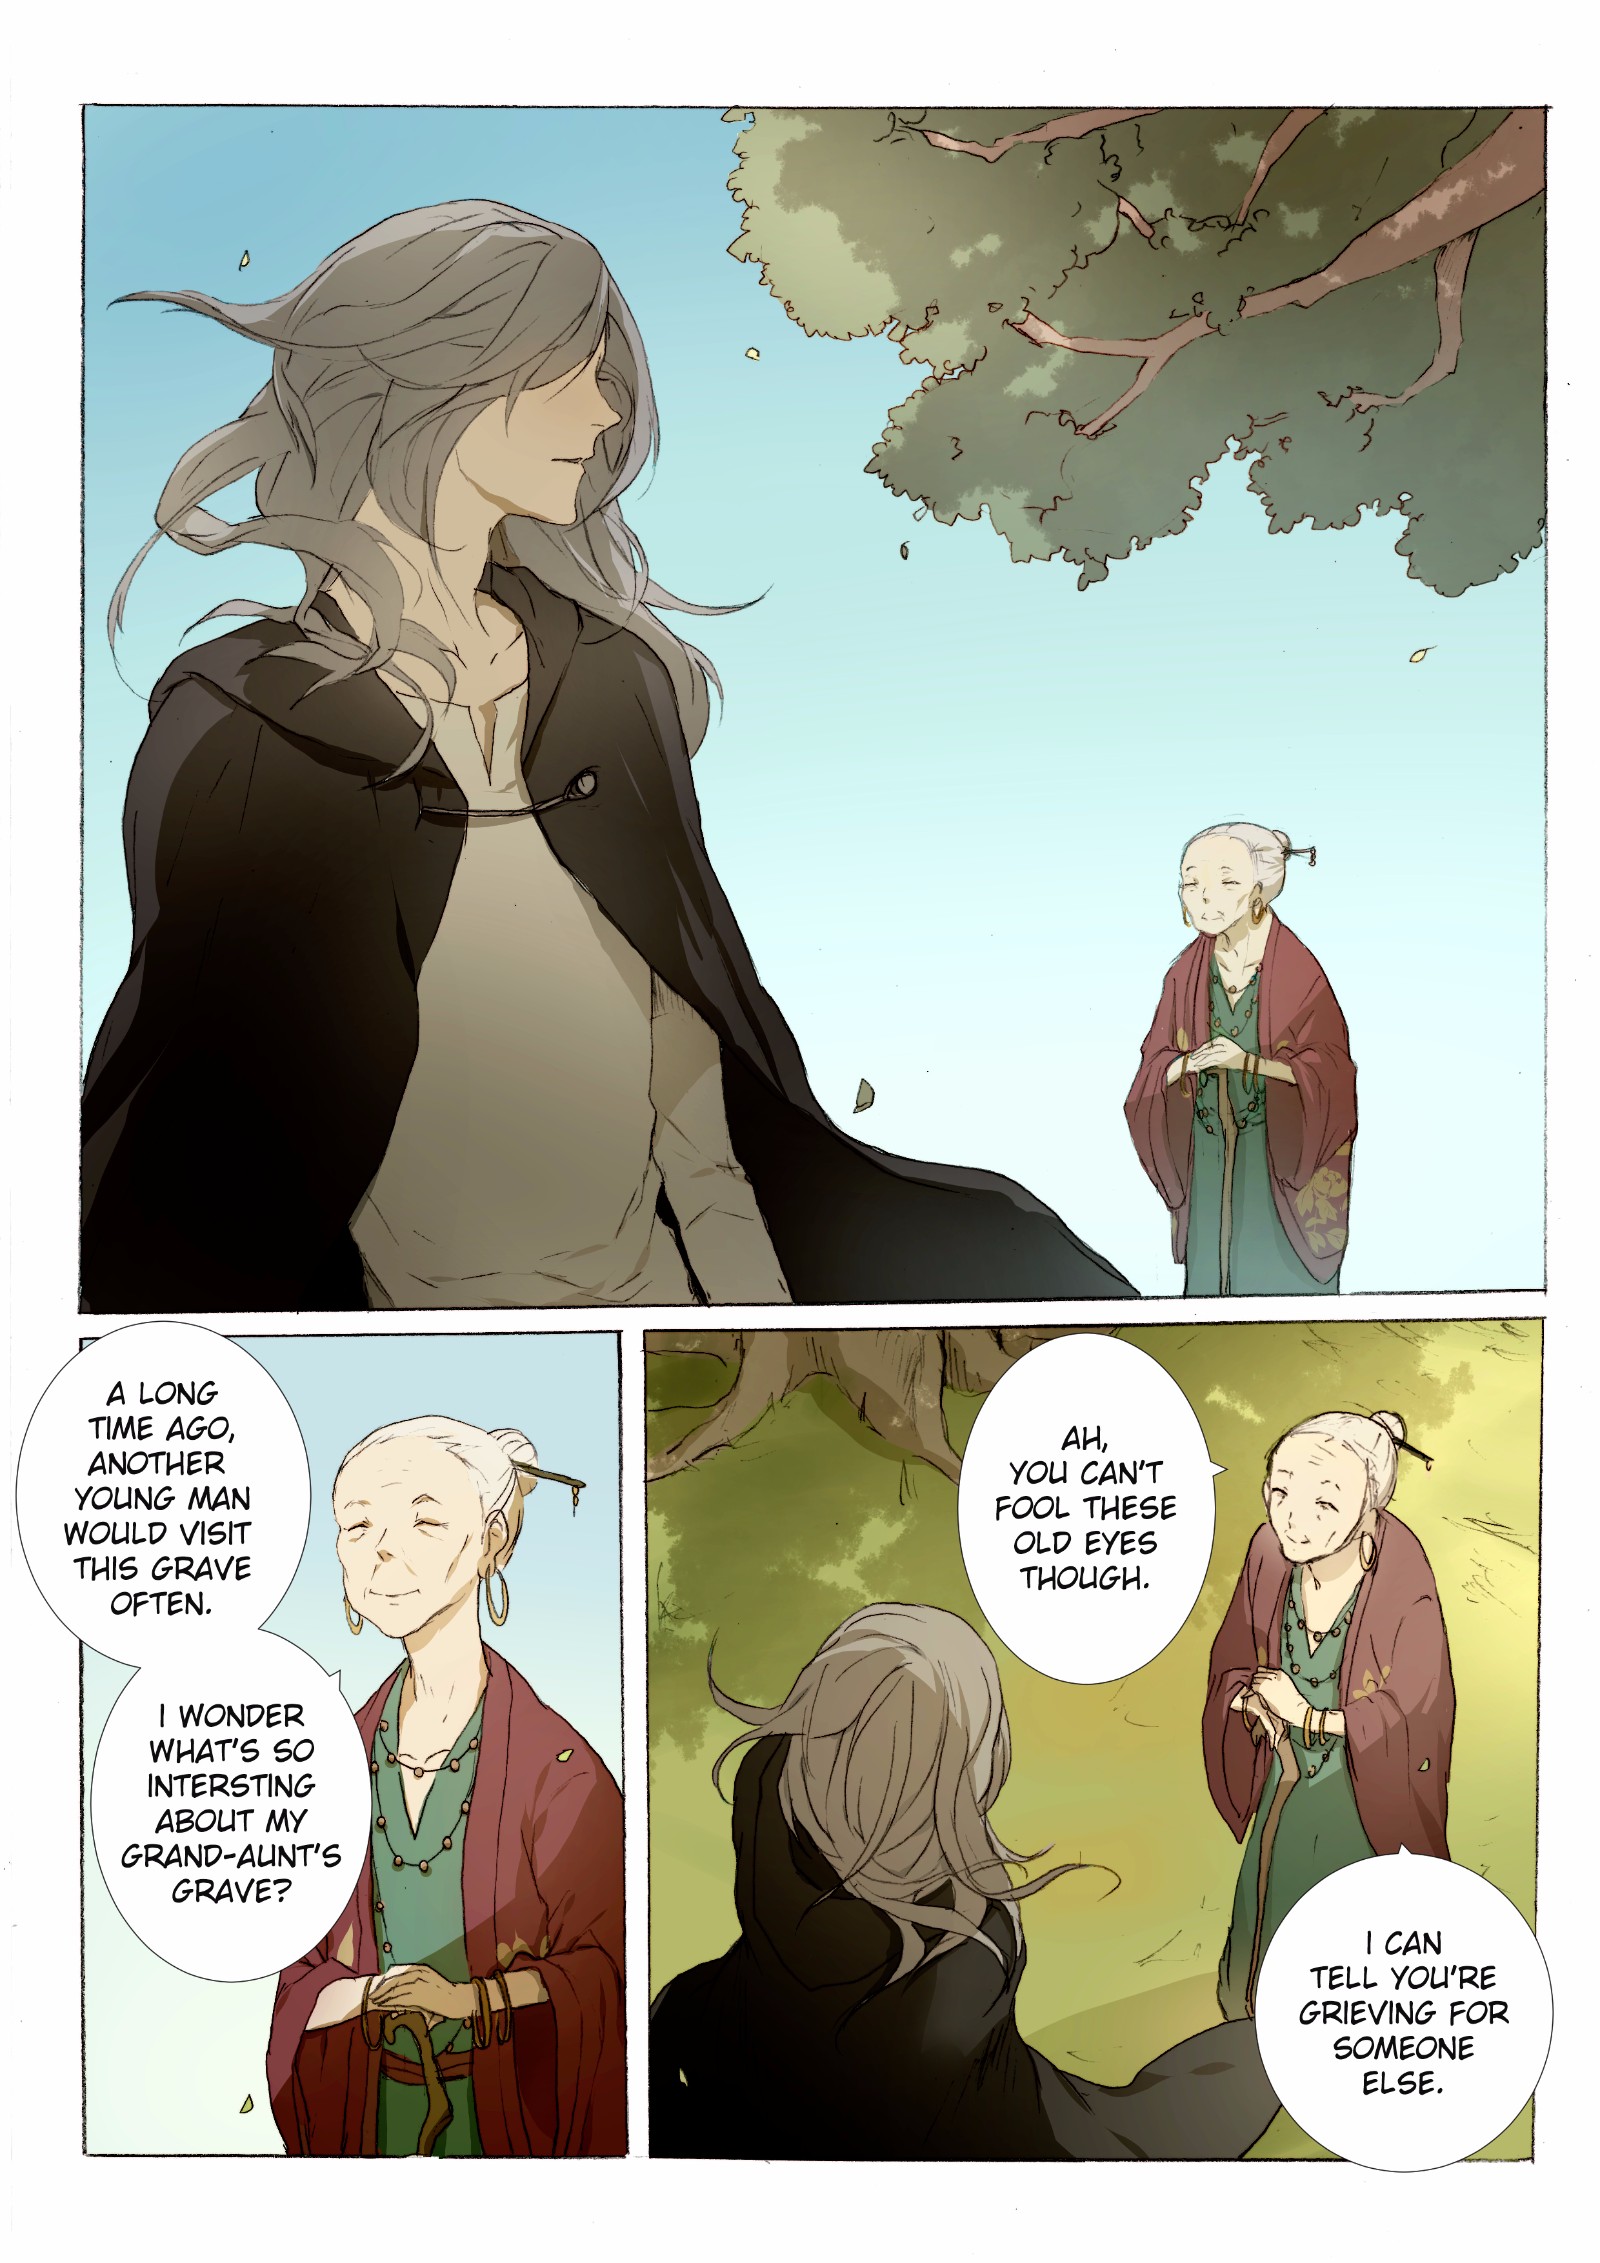 A LONG
TIME AGO,
ANOTHER
YOUNG MAN
WOULD VISIT
THIS GRAVE
OFTEN.
I WONDER
WHAT'S SO
INTERSTING
ABOUT MY
GRAND-AUNT'S
GRAVE?
AH,
YOU CAN'T
FOOL THESE
OLD EYES
THOUGH.
I CAN
TELL YOU'RE
GRIEVING FOR
SOMEONE
ELSE.